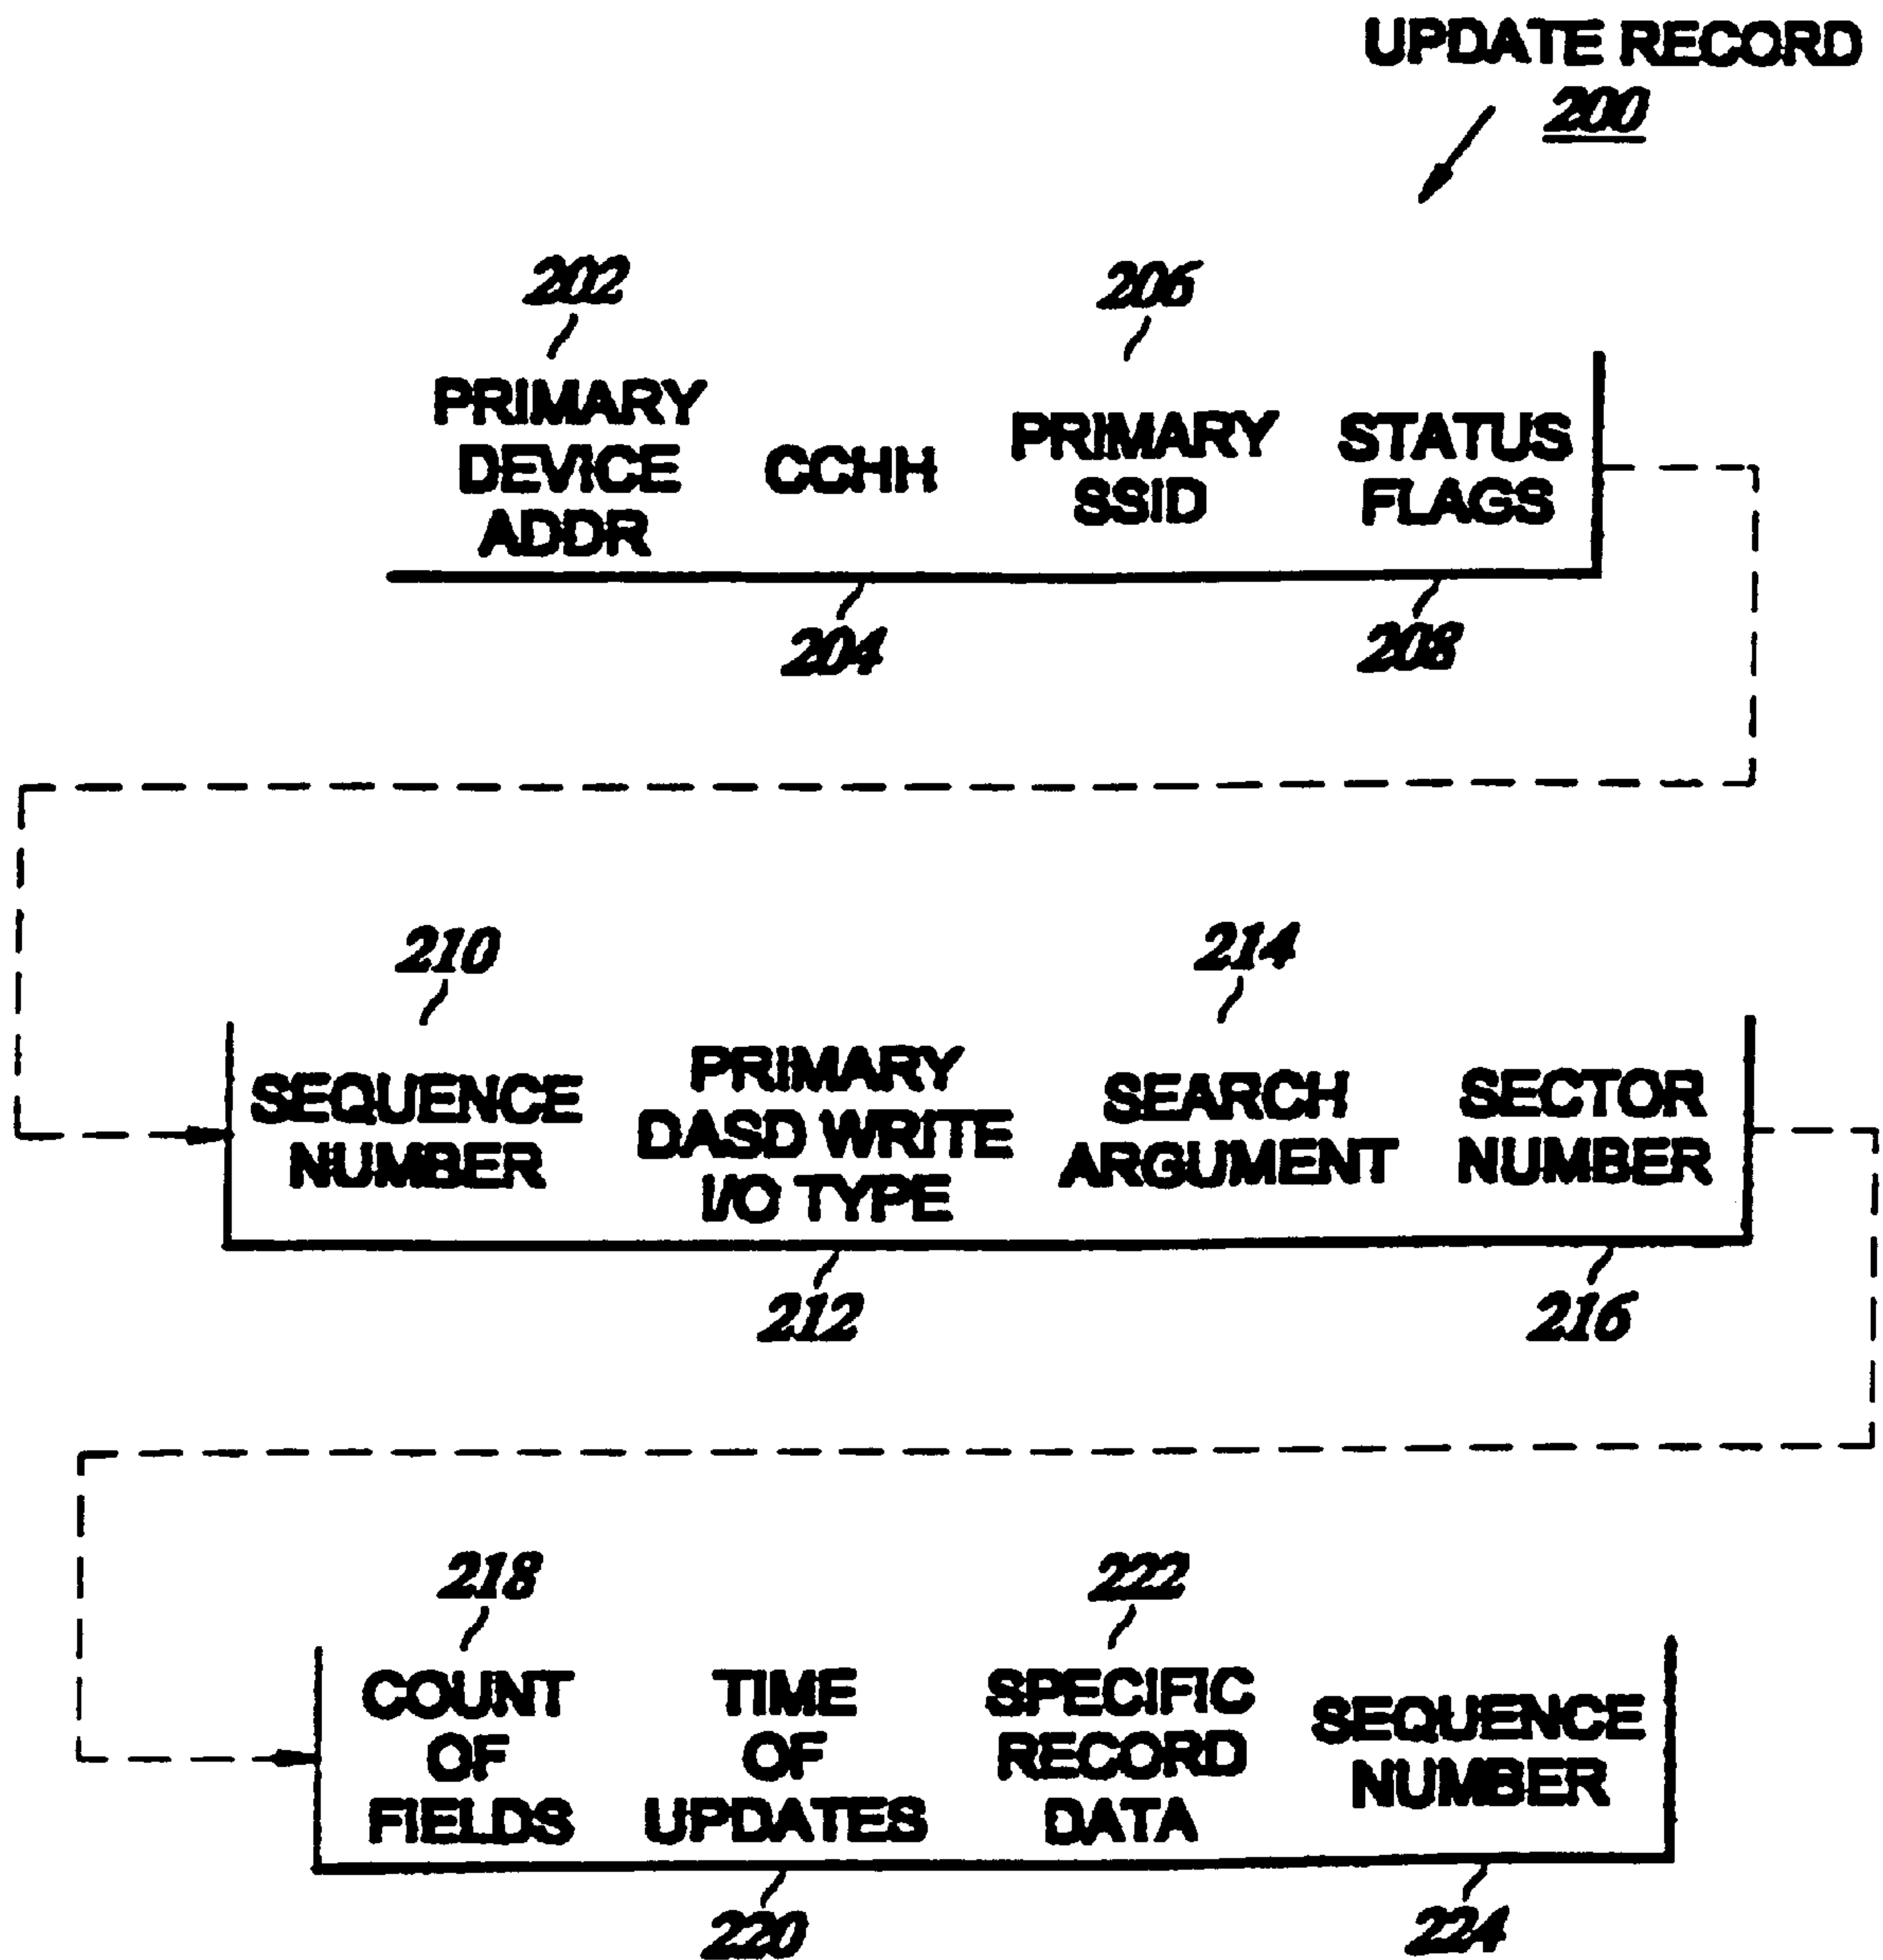 UPDATE RECORD
200
202
206
PRIMARY
DEVICE
ADDR
CCHH
PRIMARY
SSID
STATUS
FLAGS
204
208
210
214
SEQUENCE
NUMBER
PRIMARY
DASD WRITE
I/O TYPE
SEARCH
ARGUMENT
SECTOR
NUMBER
212
216
218
222
COUNT
OF
FIELDS
TIME
OF
UPDATES
SPECIFIC
RECORD
DATA
SEQUENCE
NUMBER
220
224